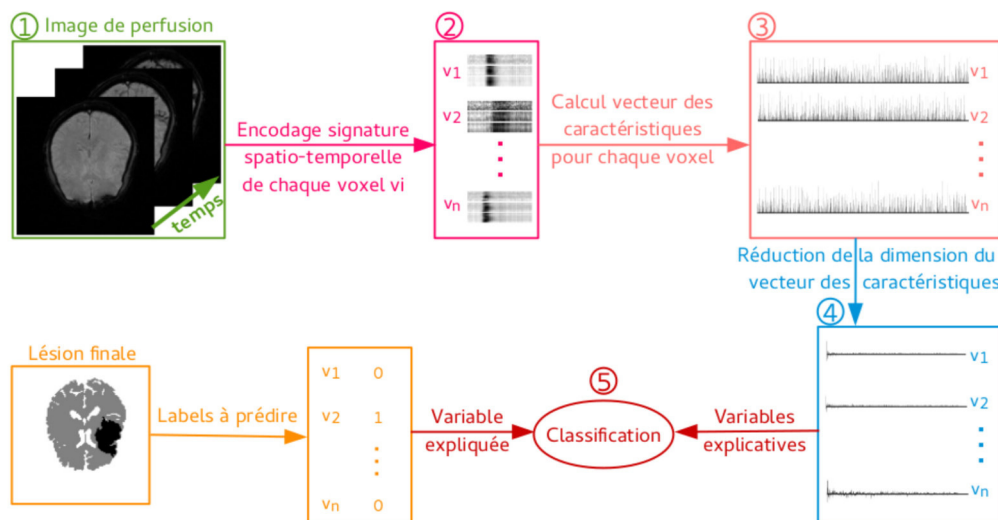 ① Image de perfusion
temps
Encodage signature
spatio-temporelle
de chaque voxel vi
②
v1
v2
vn
Calcul vecteur des
caractéristiques
pour chaque voxel
③
v1
v2
vn
Réduction de la dimension du
vecteur des caractéristiques
④
v1
v2
vn
Lésion finale
Labels à prédire
v1 0
v2 1
vn 0
Variable
expliquée
⑤
Classification
Variables
explicatives